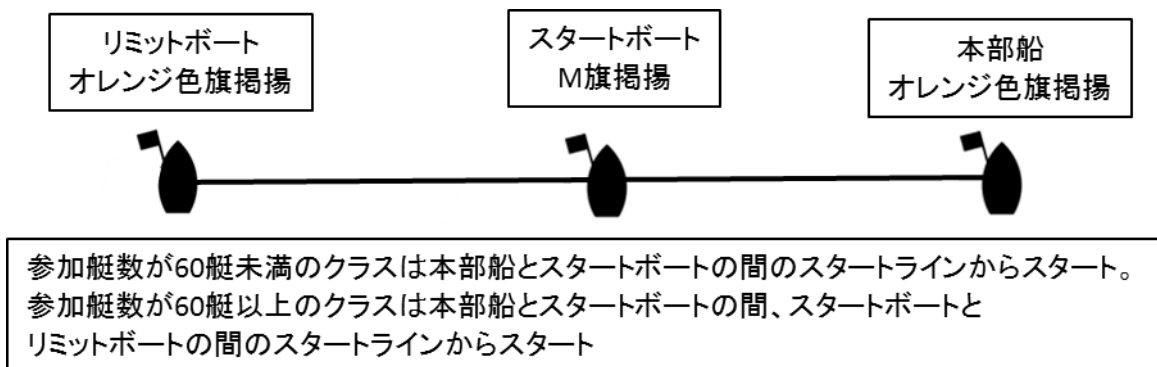 リミットボート
オレンジ色旗掲揚
スタートボート
M旗掲揚
本部船
オレンジ色旗掲揚
参加艇数が60艇未満のクラスは本部船とスタートボートの間のスタートラインからスタート。
参加艇数が60艇以上のクラスは本部船とスタートボートの間、スタートボートと
リミットボートの間のスタートラインからスタート